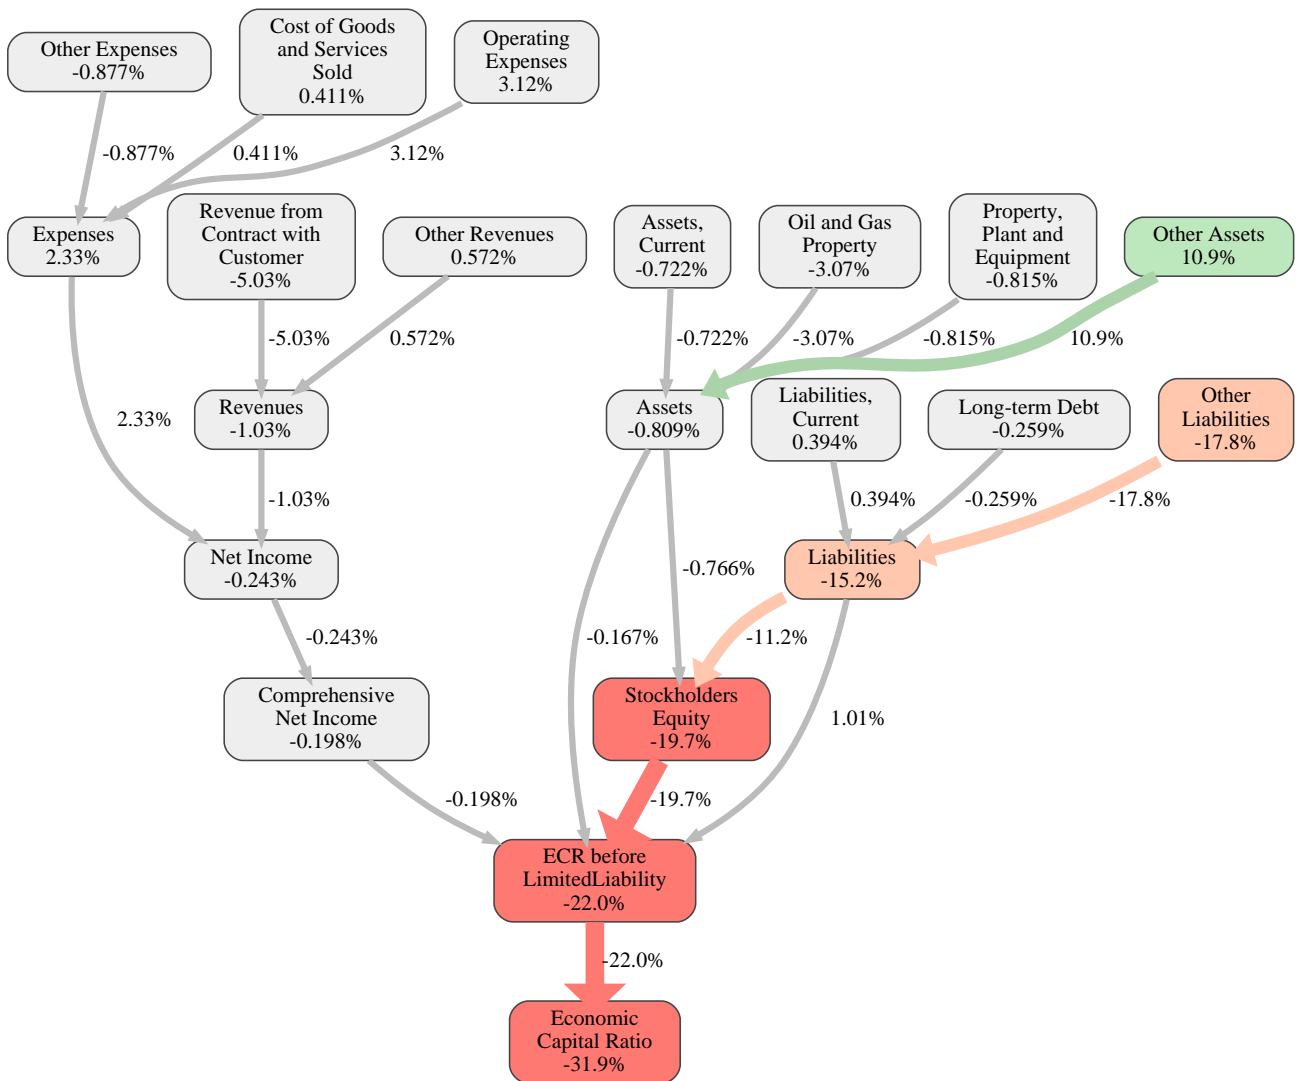 Other Expenses
-0.877%
Cost of Goods
and Services
Sold
0.411%
Operating
Expenses
3.12%
-0.877%
0.411%
3.12%
Expenses
2.33%
Revenue from
Contract with
Customer
-5.03%
Other Revenues
0.572%
Assets,
Current
-0.722%
Oil and Gas
Property
-3.07%
Property,
Plant and
Equipment
-0.815%
Other Assets
10.9%
-5.03%
0.572%
-0.722%
-3.07%
-0.815%
10.9%
2.33%
Revenues
-1.03%
Assets
-0.809%
Liabilities,
Current
0.394%
Long-term Debt
-0.259%
Other
Liabilities
-17.8%
-1.03%
0.394%
-0.259%
-17.8%
Net Income
-0.243%
-0.766%
Liabilities
-15.2%
-0.243%
-0.167%
-11.2%
Comprehensive
Net Income
-0.198%
Stockholders
Equity
-19.7%
1.01%
-0.198%
-19.7%
ECR before
LimitedLiability
-22.0%
-22.0%
Economic
Capital Ratio
-31.9%